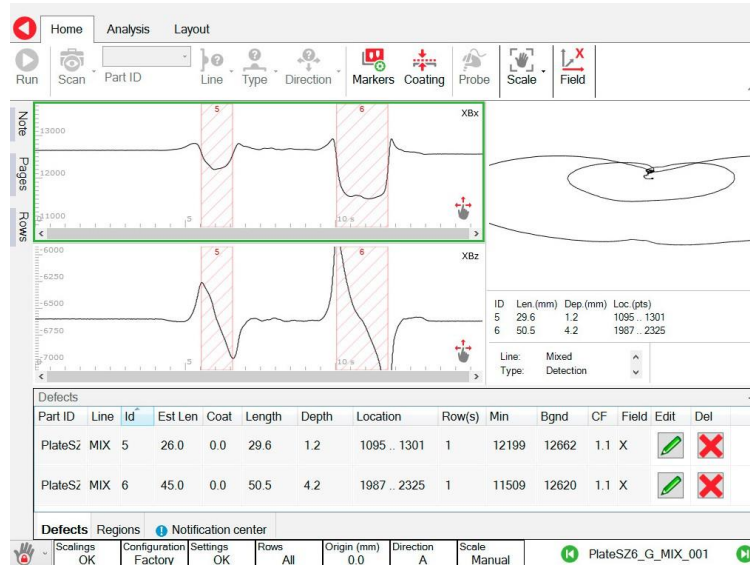 Home Analysis Layout
Run Scan Part ID Line Type Direction Markers Coating Probe Scale Field
Note
Pages
Rows
5 6 XBx
13000
12000
11000
5 10 s
5 6 XBz
-6000
-6250
-6500
-6750
-7000
5 10 s
ID Len.(mm) Dep.(mm) Loc.(pts)
5 29.6 1.2 1095 .. 1301
6 50.5 4.2 1987 .. 2325
Line: Mixed
Type: Detection
Defects
Part ID Line Id Est Len Coat Length Depth Location Row(s) Min Bgnd CF Field Edit Del
PlateSZ MIX 5 26.0 0.0 29.6 1.2 1095 .. 1301 1 12199 12662 1.1 X
PlateSZ MIX 6 45.0 0.0 50.5 4.2 1987 .. 2325 1 11509 12620 1.1 X
Defects Regions Notification center
Scalings Configuration Settings Rows Origin (mm) Direction Scale
OK Factory OK All 0.0 A Manual PlateSZ6_G_MIX_001